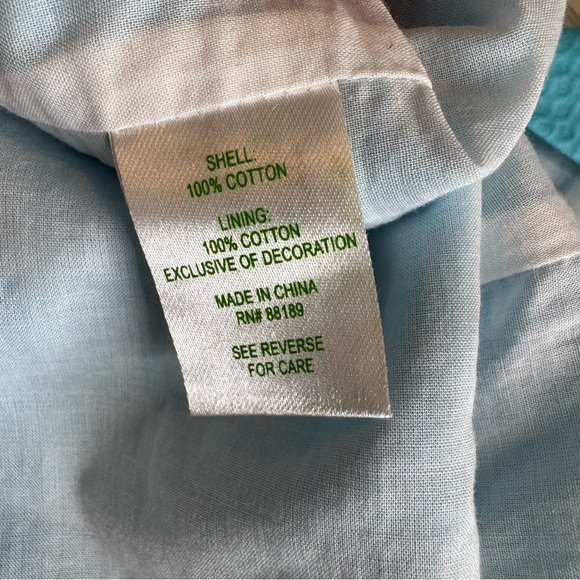 SHELL:
100% COTTON
LINING:
100% COTTON
EXCLUSIVE OF DECORATION
MADE IN CHINA
RN# 88189
SEE REVERSE
FOR CARE